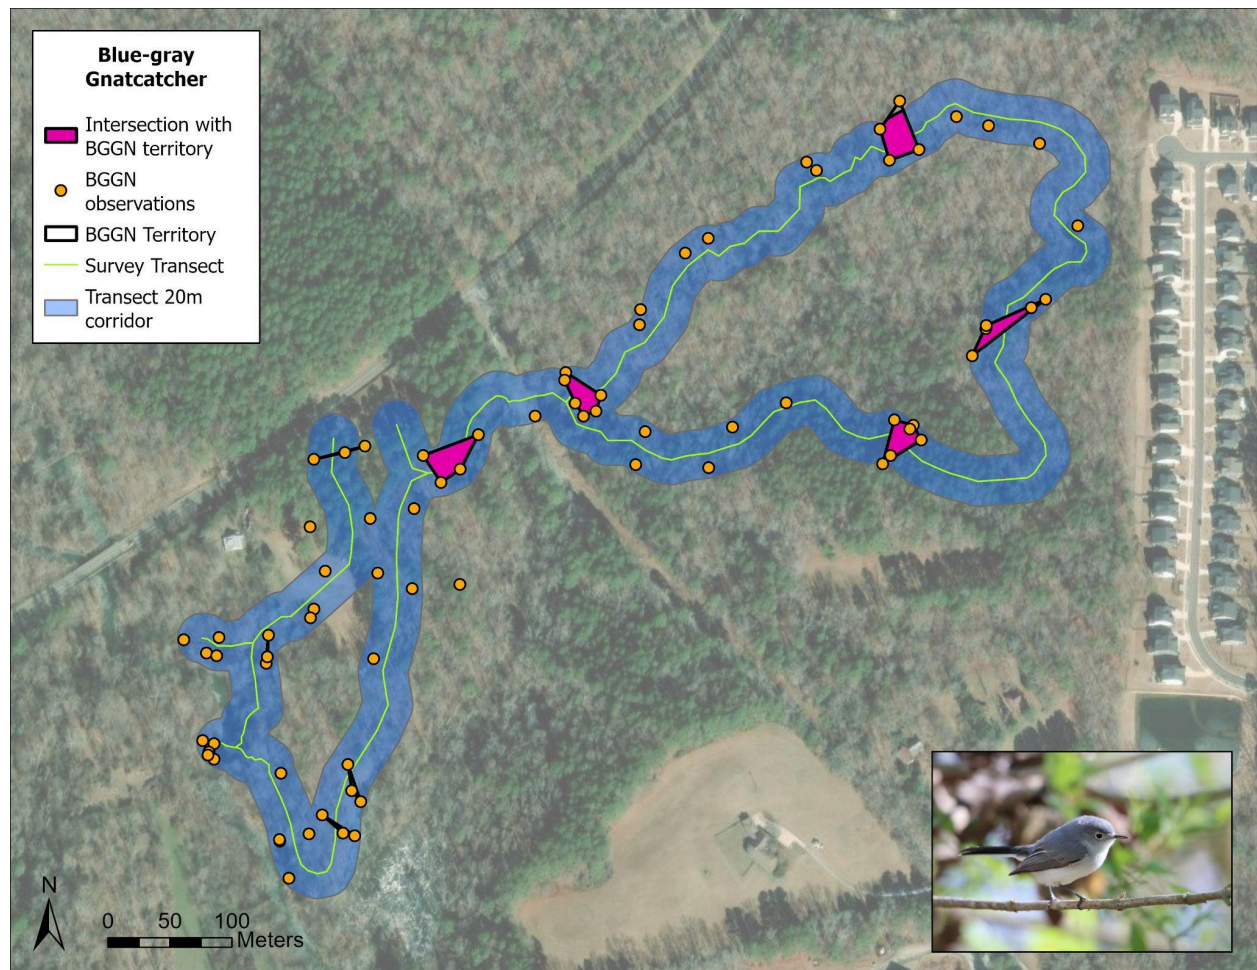 Blue-gray
Gnatcatcher
Intersection with
BGGN territory
BGGN
observations
BGGN Territory
Survey Transect
Transect 20m
corridor
N
0 50 100
Meters